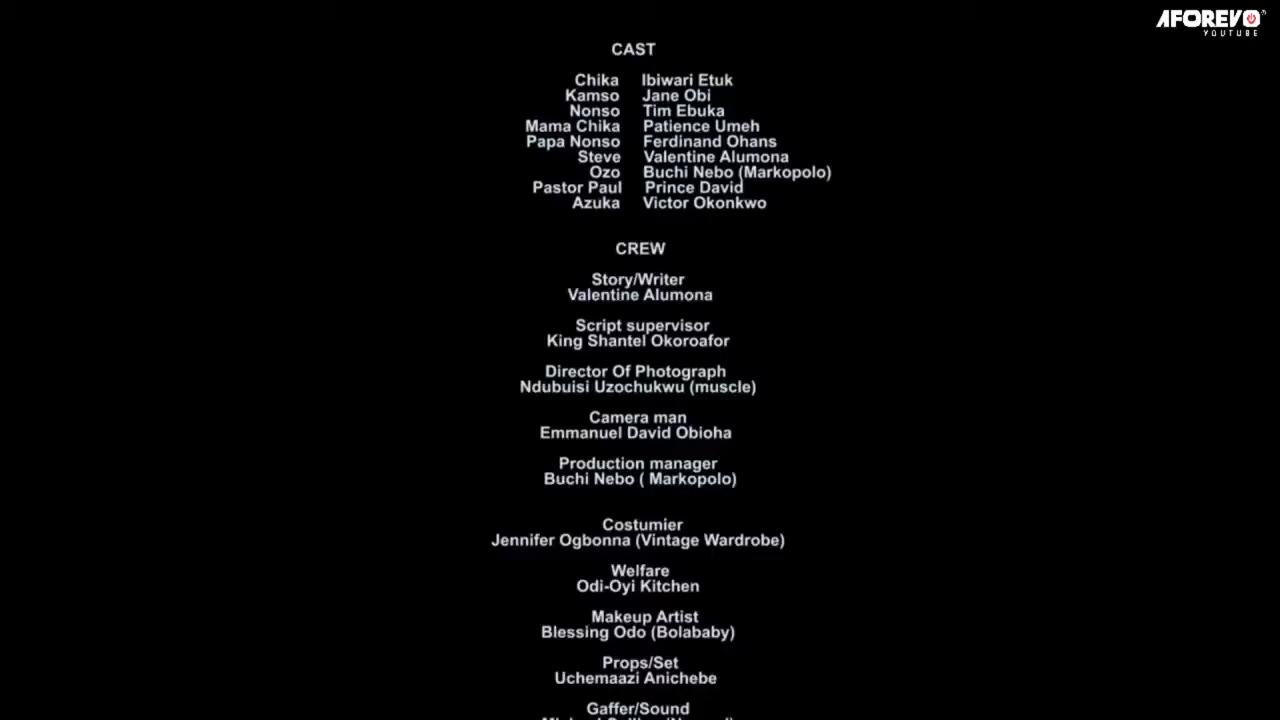 AFOREVO
YOUTUBE
CAST
Chika Ibiwari Etuk
Kamso Jane Obi
Nonso Tim Ebuka
Mama Chika Patience Umeh
Papa Nonso Ferdinand Ohans
Steve Valentine Alumona
Ozo Buchi Nebo (Markopolo)
Pastor Paul Prince David
Azuka Victor Okonkwo
CREW
Story/Writer
Valentine Alumona
Script supervisor
King Shantel Okoroafor
Director Of Photograph
Ndubuisi Uzochukwu (muscle)
Camera man
Emmanuel David Obioha
Production manager
Buchi Nebo ( Markopolo)
Costumier
Jennifer Ogbonna (Vintage Wardrobe)
Welfare
Odi-Oyi Kitchen
Makeup Artist
Blessing Odo (Bolababy)
Props/Set
Uchemaazi Anichebe
Gaffer/Sound